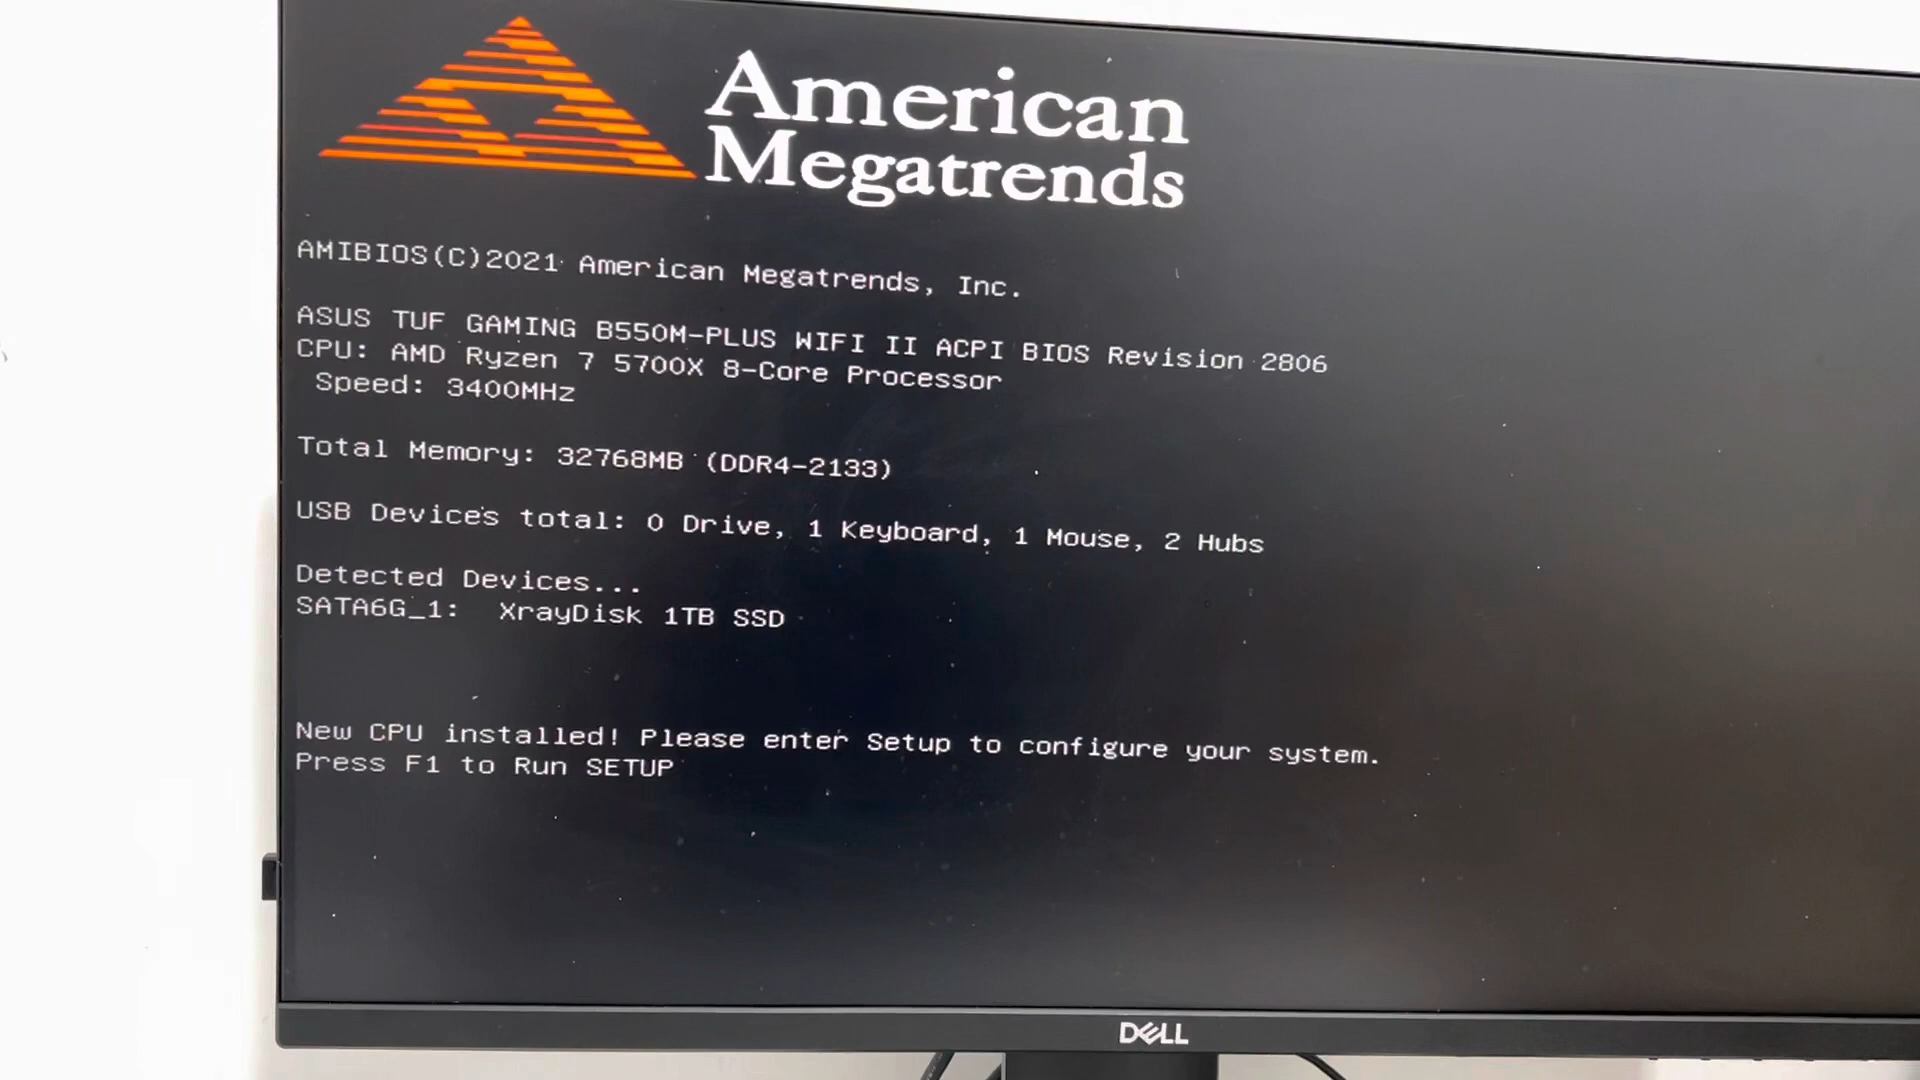 American
Megatrends
AMIBIOS(C)2021 American Megatrends, Inc.
ASUS TUF GAMING B550M-PLUS WIFI II ACPI BIOS Revision 2806
CPU: AMD Ryzen 7 5700X 8-Core Processor
Speed: 3400MHz
Total Memory: 32768MB (DDR4-2133)
USB Devices total: 0 Drive, 1 Keyboard, 1 Mouse, 2 Hubs
Detected Devices...
SATA6G_1: XrayDisk 1TB SSD
New CPU installed! Please enter Setup to configure your system.
Press F1 to Run SETUP
DELL